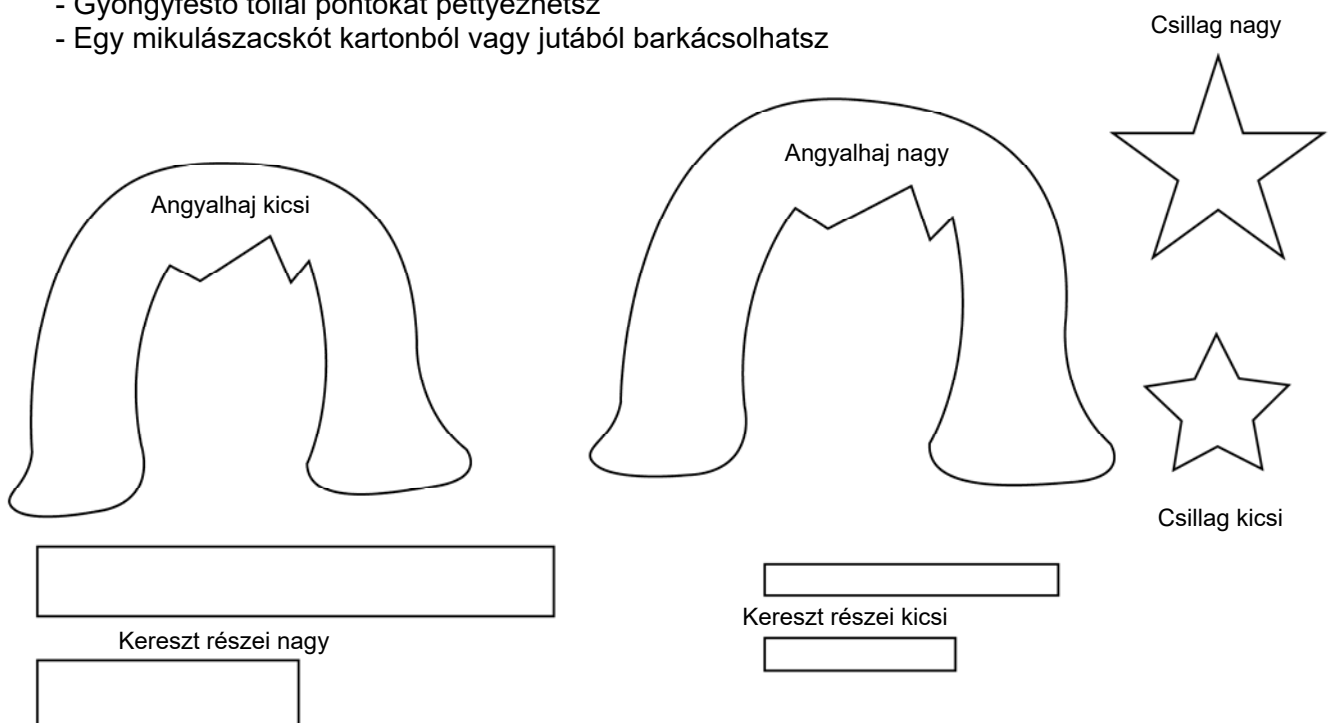 - Gyöngyfestő tollal pontokat pettyezhetsz
- Egy mikulászacskót kartonból vagy jutából barkácsolhatsz
Csillag nagy
Angyalhaj nagy
Angyalhaj kicsi
Csillag kicsi
Kereszt részei kicsi
Kereszt részei nagy